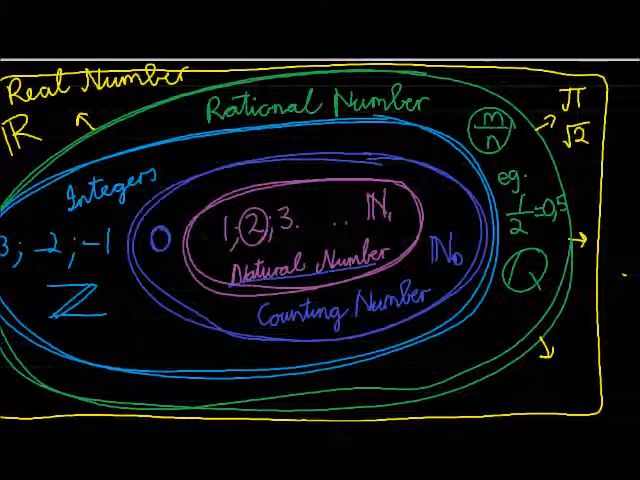 Real Number
ℝ
Rational Number
m/n
π
√2
eg.
1/2 = 0,5
ℚ
Integers
3; -2; -1
ℤ
0
1; 2; 3. .. ℕ₁
Natural Number
ℕ₀
Counting Number